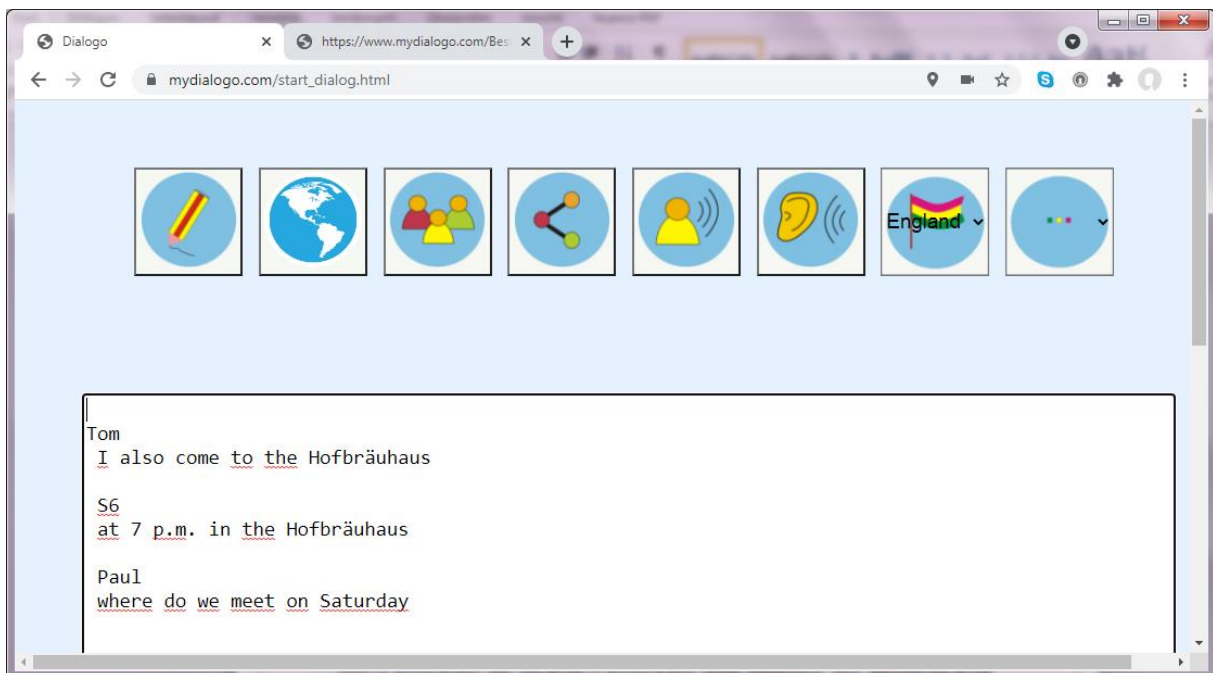 Dialogo
https://www.mydialogo.com/Bes
mydialogo.com/start_dialog.html
England
Tom
I also come to the Hofbräuhaus
S6
at 7 p.m. in the Hofbräuhaus
Paul
where do we meet on Saturday